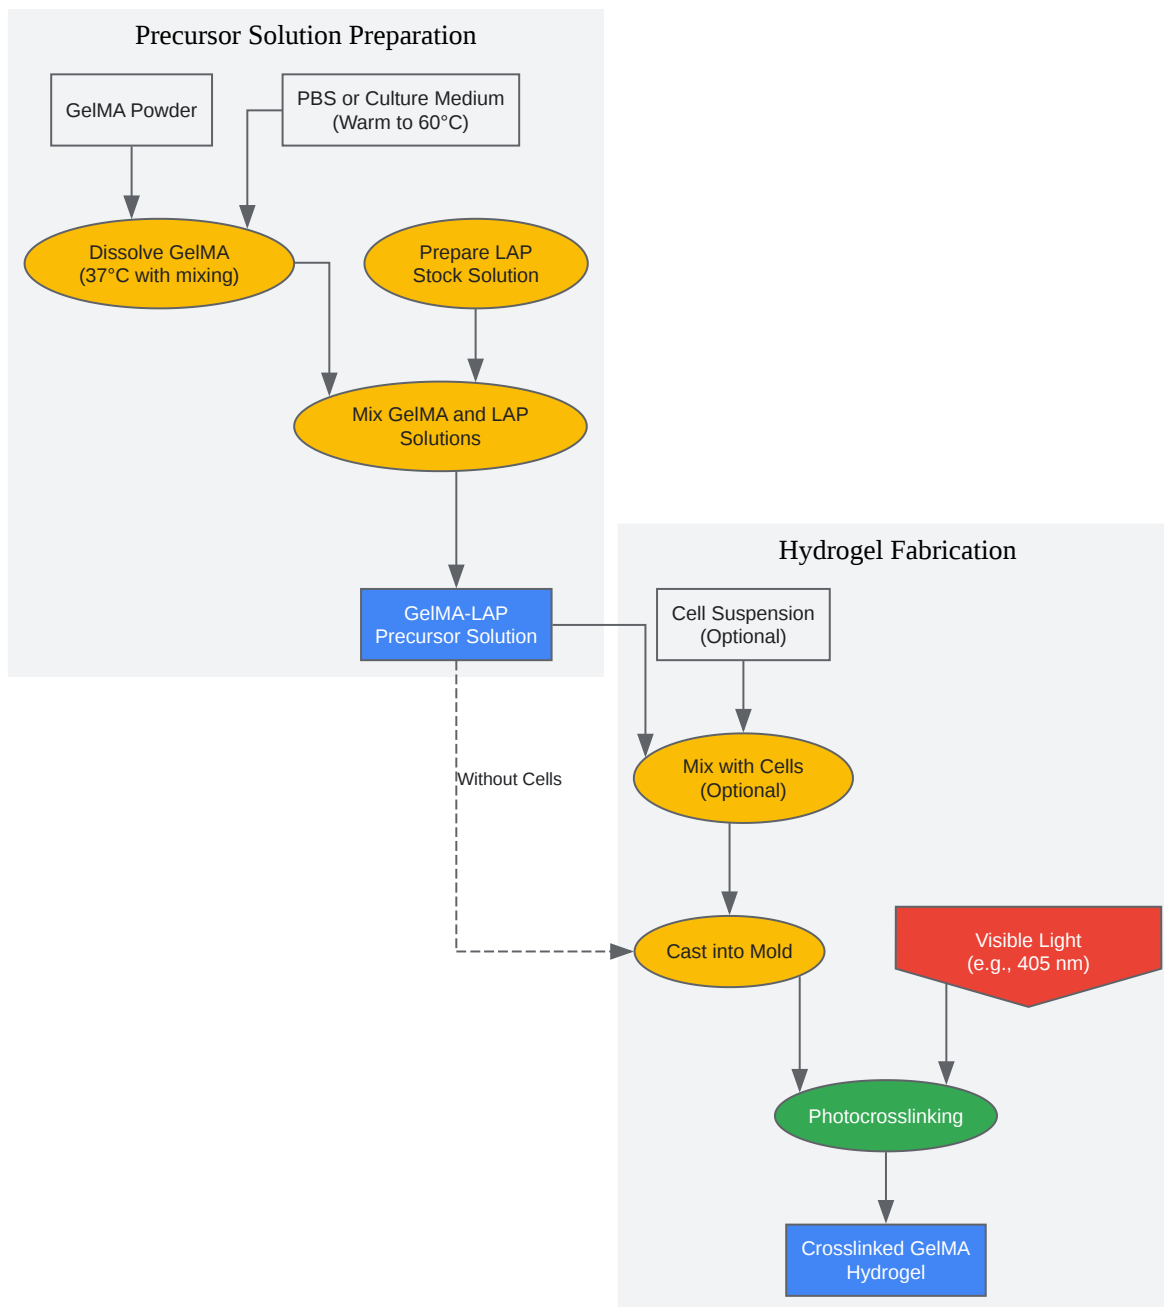 Precursor Solution Preparation
GelMA Powder
PBS or Culture Medium
(Warm to 60°C)
Dissolve GelMA
(37°C with mixing)
Prepare LAP
Stock Solution
Mix GelMA and LAP
Solutions
GelMA-LAP
Precursor Solution
Hydrogel Fabrication
Cell Suspension
(Optional)
Mix with Cells
(Optional)
Without Cells
Cast into Mold
Visible Light
(e.g., 405 nm)
Photocrosslinking
Crosslinked GelMA
Hydrogel